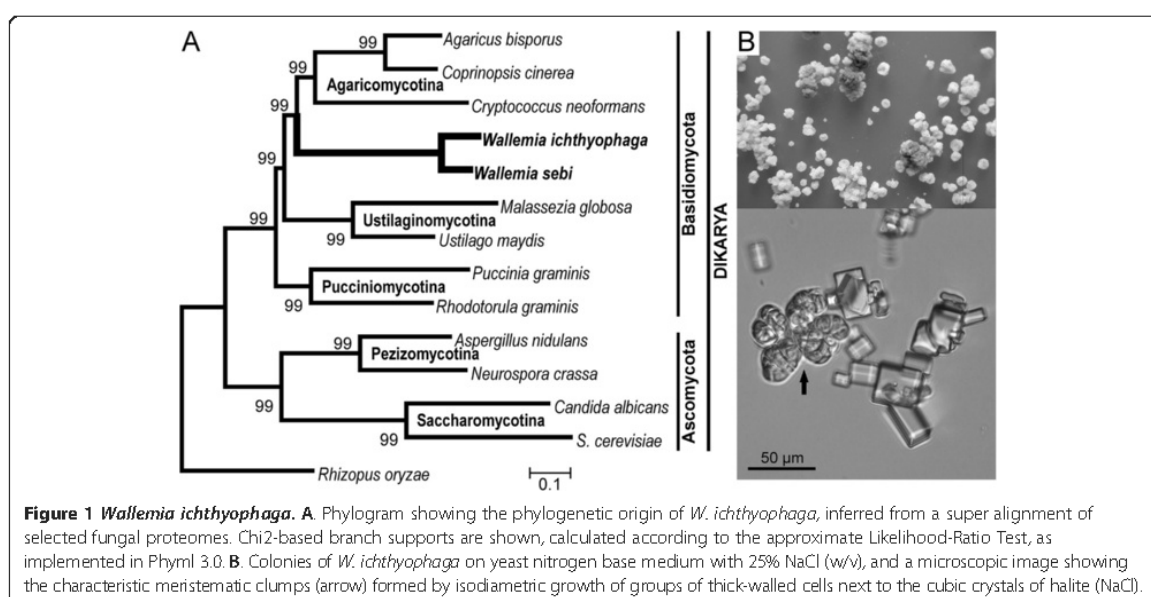 A
99
Agaricus bisporus
99
Coprinopsis cinerea
Agaricomycotina
99
Cryptococcus neoformans
99
Wallemia ichthyophaga
Wallemia sebi
99
Malassezia globosa
Ustilaginomycotina
99
Ustilago maydis
Puccinia graminis
Pucciniomycotina
99
Rhodotorula graminis
Basidiomycota
99
Aspergillus nidulans
Pezizomycotina
Neurospora crassa
99
Candida albicans
Saccharomycotina
99
S. cerevisiae
Ascomycota
DIKARYA
Rhizopus oryzae
0.1
B
50 µm
Figure 1 Wallemia ichthyophaga. A. Phylogram showing the phylogenetic origin of W. ichthyophaga, inferred from a super alignment of
selected fungal proteomes. Chi2-based branch supports are shown, calculated according to the approximate Likelihood-Ratio Test, as
implemented in Phyml 3.0. B. Colonies of W. ichthyophaga on yeast nitrogen base medium with 25% NaCl (w/v), and a microscopic image showing
the characteristic meristematic clumps (arrow) formed by isodiametric growth of groups of thick-walled cells next to the cubic crystals of halite (NaCl).